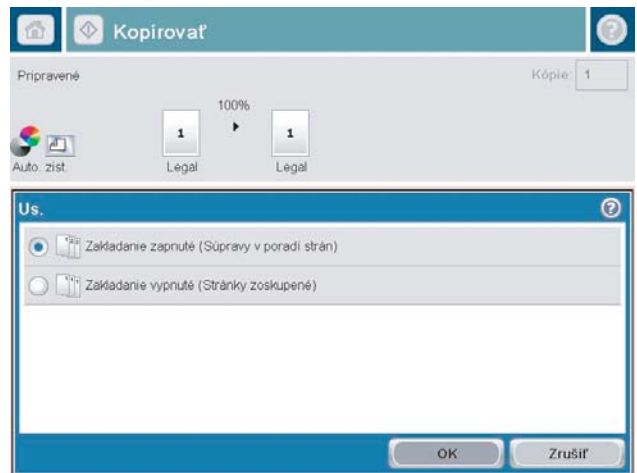 Kopirovať
Pripravené
Kópie: 1
100%
1 1
Auto. zist. Legal Legal
Us.
Zakladanie zapnuté (Súpravy v poradí strán)
Zakladanie vypnuté (Stránky zoskupené)
OK Zrušiť